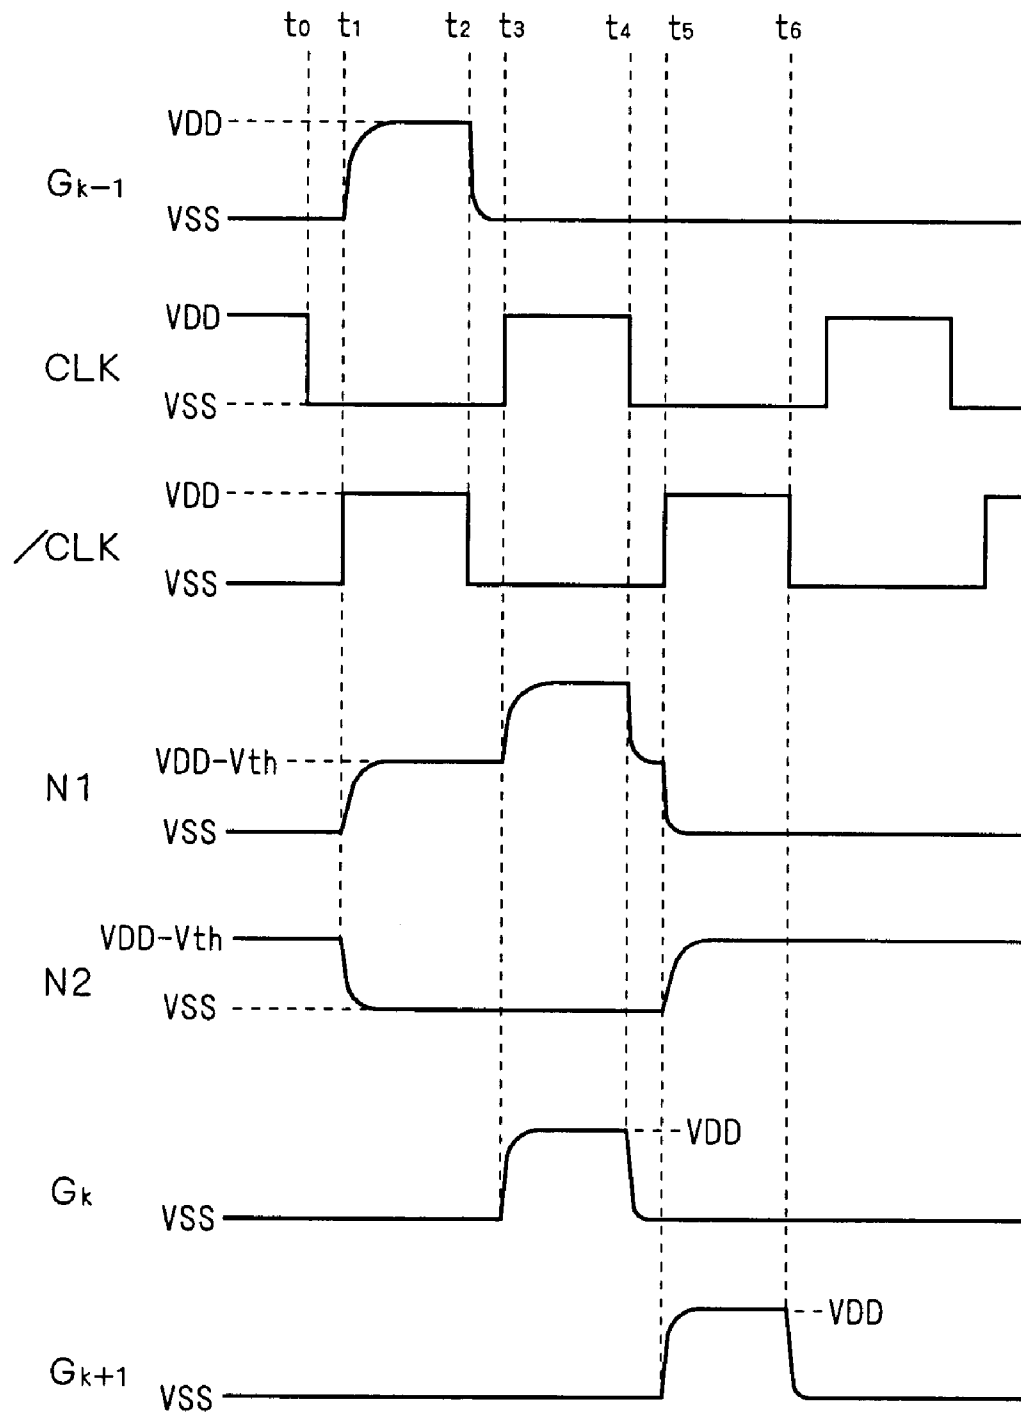 t0 t1 t2 t3 t4 t5 t6
VDD
Gk-1
VSS
VDD
CLK
VSS
VDD
/CLK
VSS
VDD-Vth
N1
VSS
VDD-Vth
N2
VSS
VDD
Gk
VSS
VDD
Gk+1
VSS